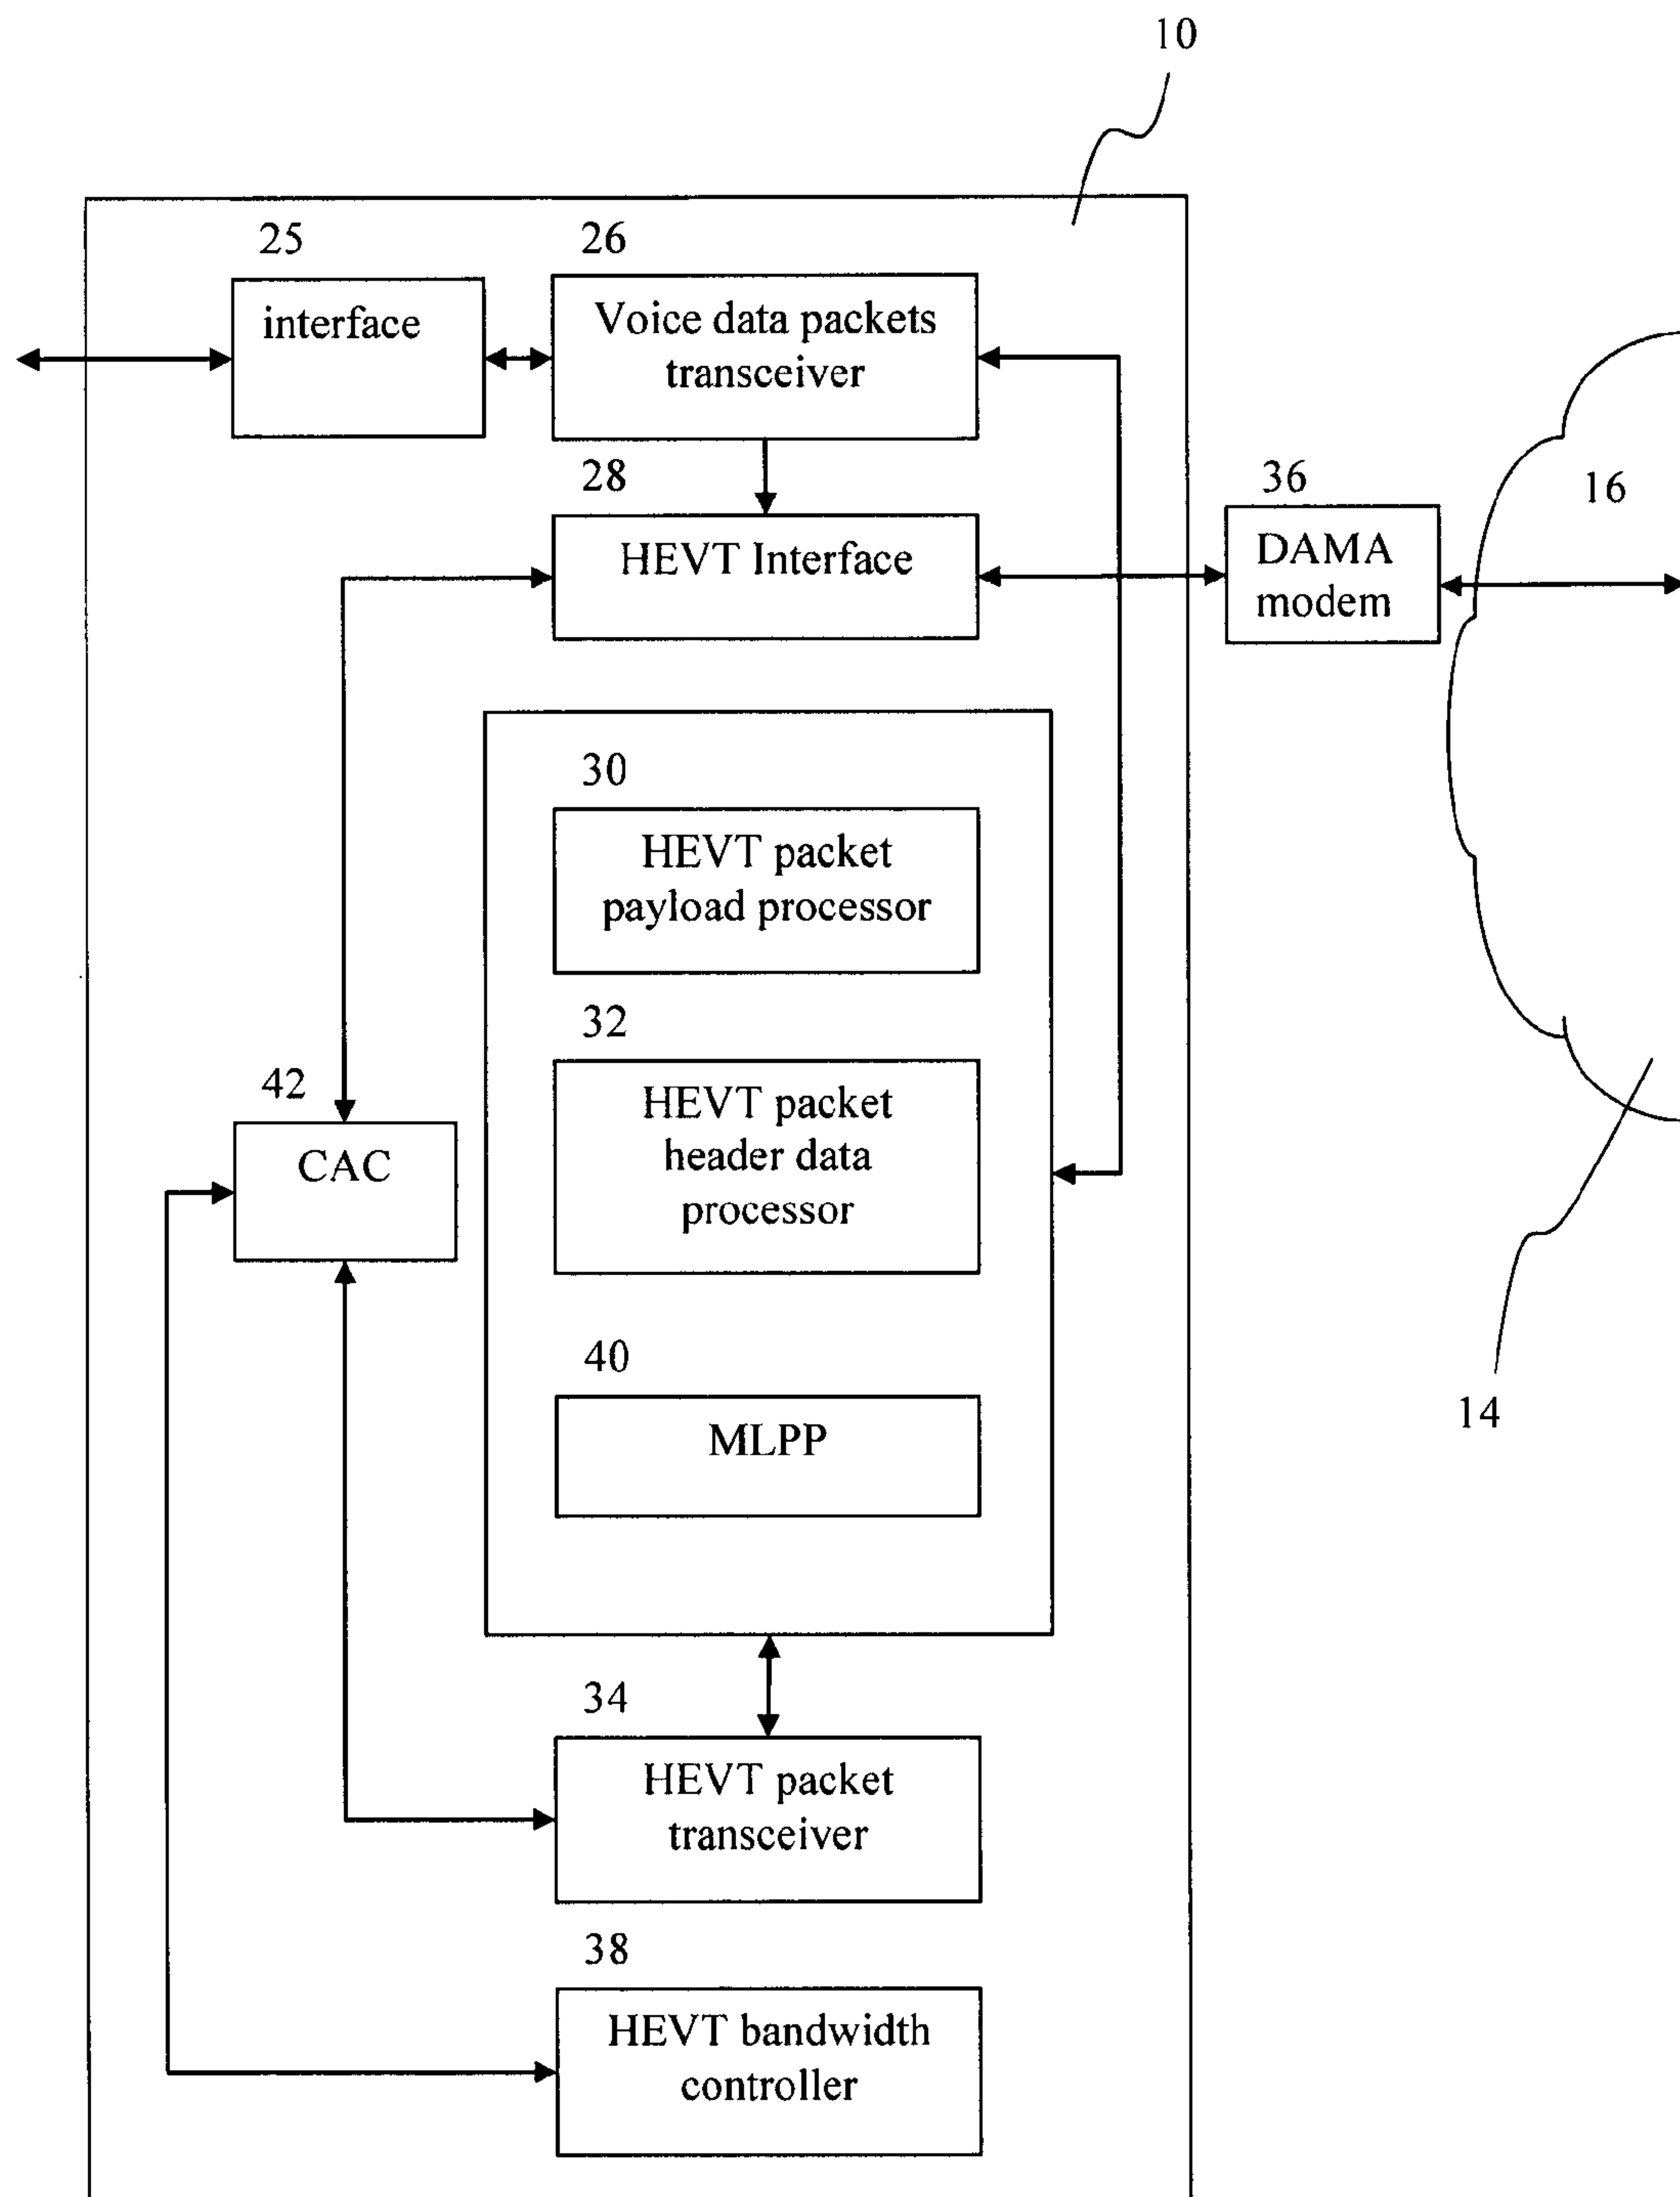 10
25
26
interface
Voice data packets
transceiver
28
HEVT Interface
36
DAMA
modem
16
30
HEVT packet
payload processor
32
HEVT packet
header data
processor
42
CAC
40
MLPP
14
34
HEVT packet
transceiver
38
HEVT bandwidth
controller